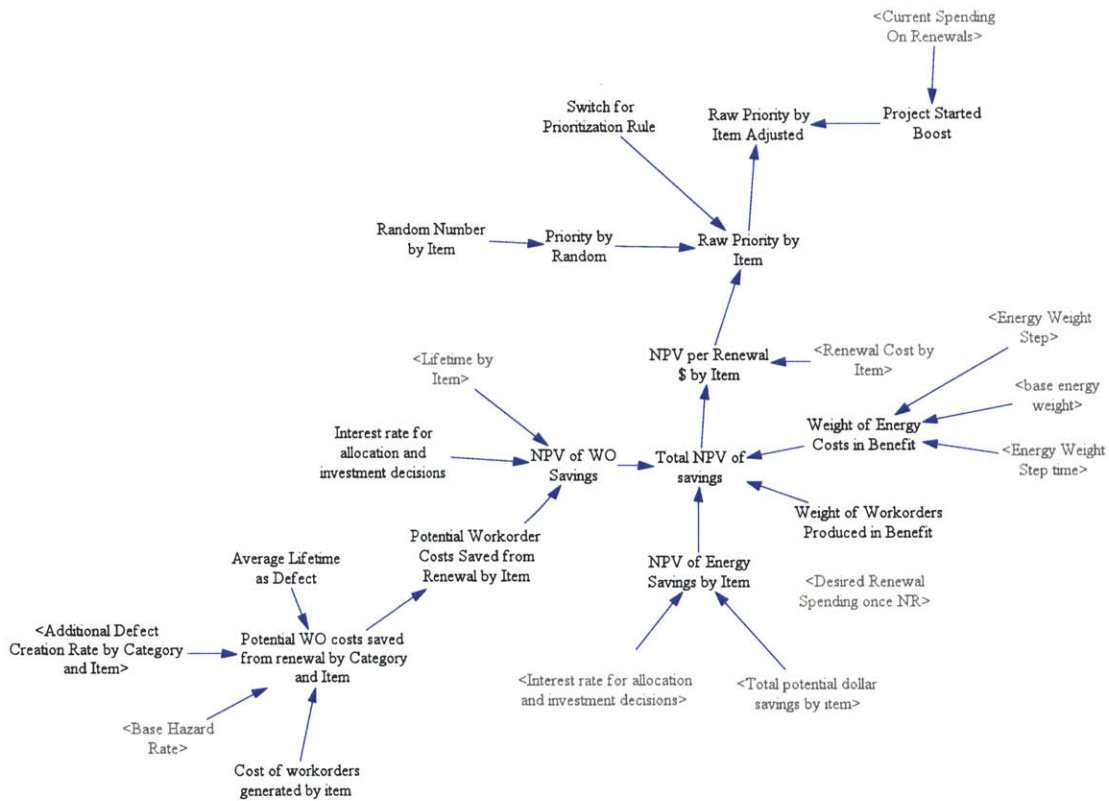 <Current Spending
On Renewals>
Switch for
Prioritization Rule
Raw Priority by
Item Adjusted
Project Started
Boost
Random Number
by Item
Priority by
Random
Raw Priority by
Item
<Energy Weight
Step>
<Lifetime by
Item>
NPV per Renewal
$ by Item
<Renewal Cost by
Item>
<base energy
weight>
Interest rate for
allocation and
investment decisions
NPV of WO
Savings
Total NPV of
savings
Weight of Energy
Costs in Benefit
<Energy Weight
Step time>
Weight of Workorders
Produced in Benefit
Potential Workorder
Costs Saved from
Renewal by Item
Average Lifetime
as Defect
NPV of Energy
Savings by Item
<Desired Renewal
Spending once NR>
<Additional Defect
Creation Rate by Category
and Item>
Potential WO costs saved
from renewal by Category
and Item
<Interest rate for allocation
and investment decisions>
<Total potential dollar
savings by item>
<Base Hazard
Rate>
Cost of workorders
generated by item